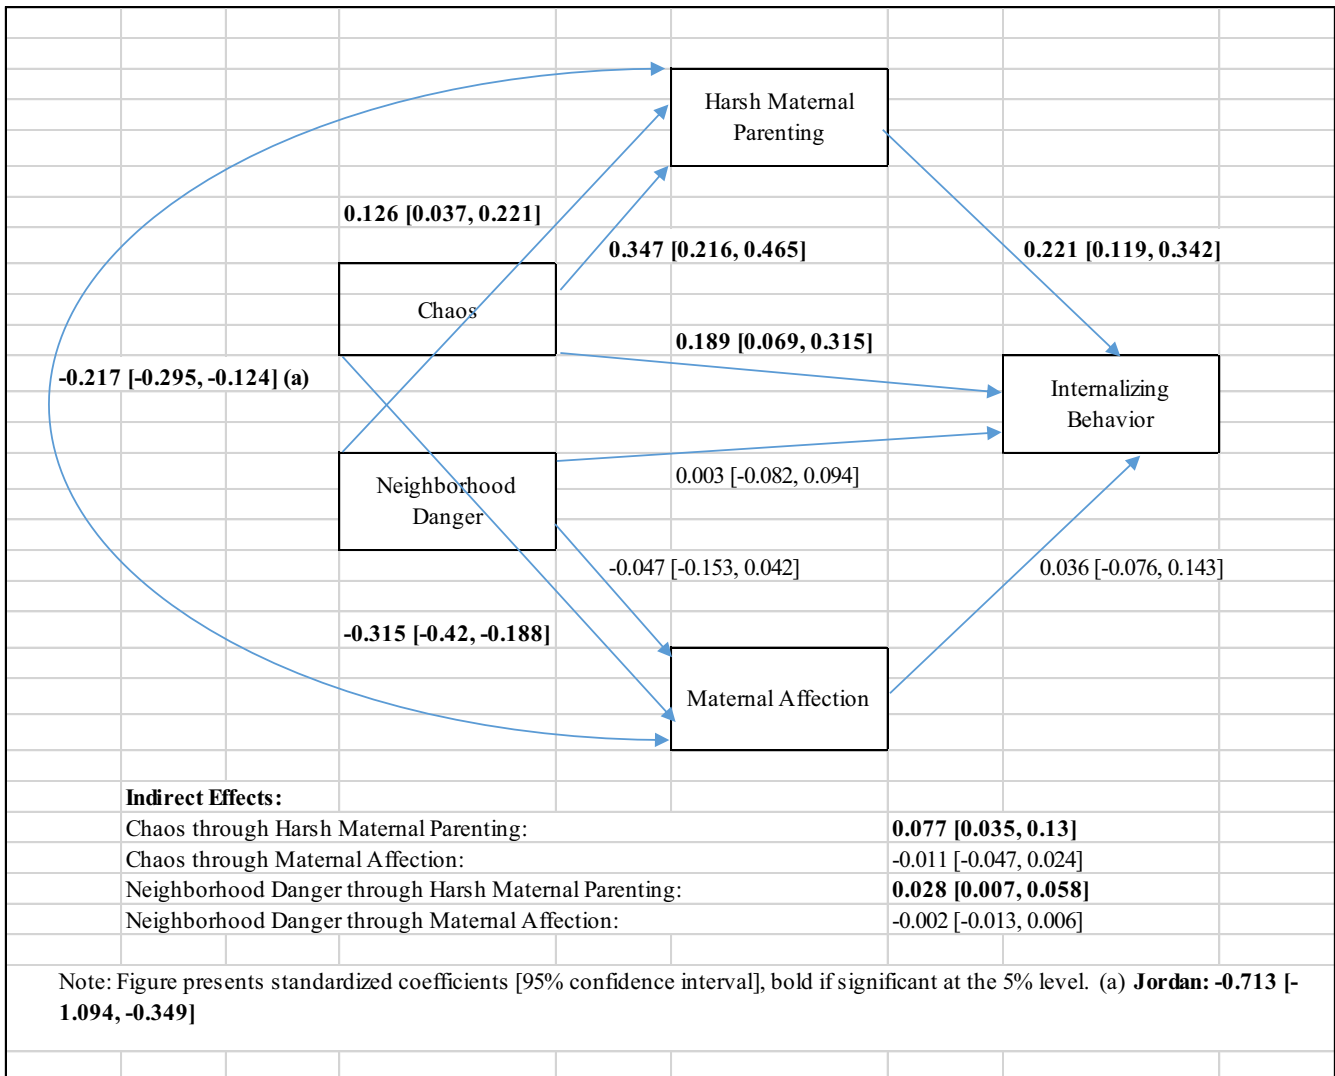 Harsh Maternal
Parenting
0.126 [0.037, 0.221]
0.347 [0.216, 0.465]
0.221 [0.119, 0.342]
Chaos
0.189 [0.069, 0.315]
-0.217 [-0.295, -0.124] (a)
Internalizing
Behavior
Neighborhood
Danger
0.003 [-0.082, 0.094]
-0.047 [-0.153, 0.042]
0.036 [-0.076, 0.143]
-0.315 [-0.42, -0.188]
Maternal Affection
Indirect Effects:
Chaos through Harsh Maternal Parenting: 0.077 [0.035, 0.13]
Chaos through Maternal Affection: -0.011 [-0.047, 0.024]
Neighborhood Danger through Harsh Maternal Parenting: 0.028 [0.007, 0.058]
Neighborhood Danger through Maternal Affection: -0.002 [-0.013, 0.006]
Note: Figure presents standardized coefficients [95% confidence interval], bold if significant at the 5% level. (a) Jordan: -0.713 [-
1.094, -0.349]